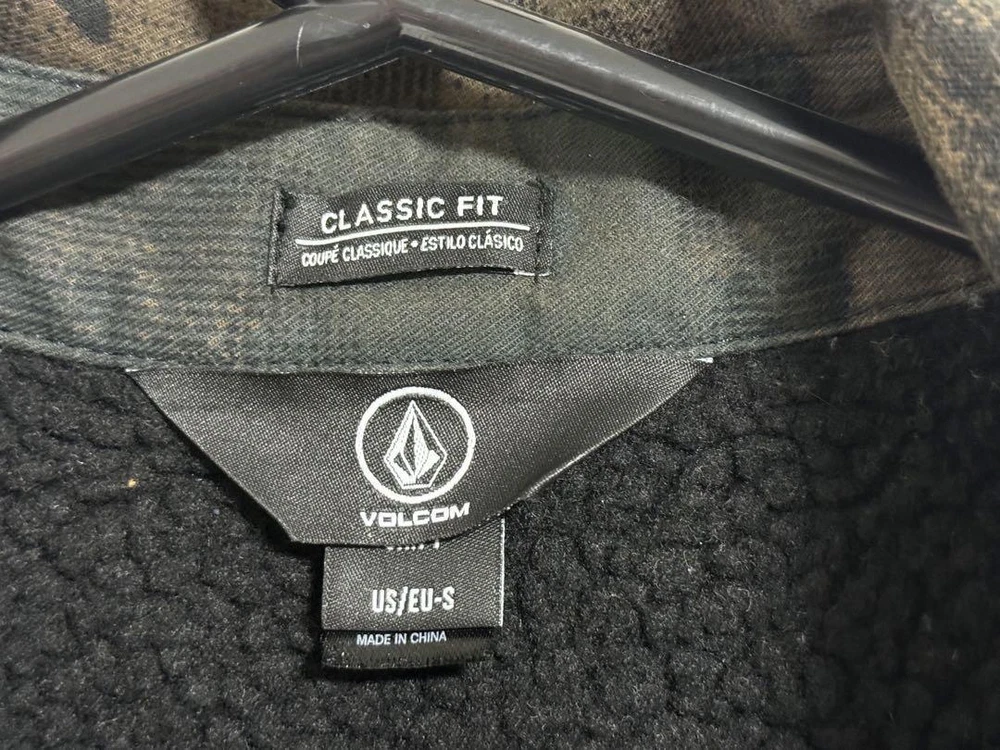 CLASSIC FIT
COUPÉ CLASSIQUE • ESTILO CLÁSICO
VOLCOM
US/EU-S
MADE IN CHINA